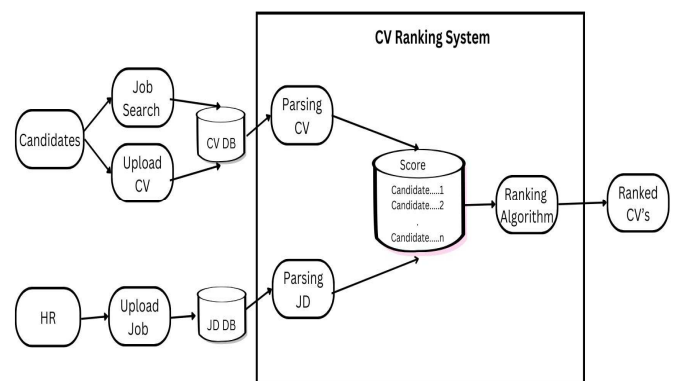 CV Ranking System
Job
Search
Candidates
Upload
CV
CV DB
Parsing
CV
Score
Candidate.....1
Candidate.....2
.
Candidate.....n
Ranking
Algorithm
Ranked
CV's
HR
Upload
Job
JD DB
Parsing
JD